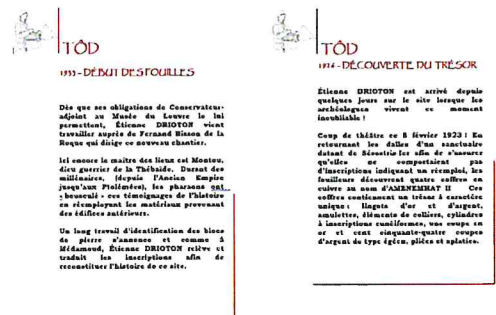 TÔD
1933 - DÉBUT DES FOUILLES
Dès que ses obligations de Conservateur-
adjoint au Musée du Louvre le lui
permettent, Étienne DRIOTON vient
travailler auprès de Fernand Bisson de la
Roque qui dirige ce nouveau chantier.
Ici encore le maître des lieux est Montou,
dieu guerrier de la Thébaïde. Durant des
millénaires, (depuis l'Ancien Empire
jusqu'aux Ptolémées), les pharaons ont
« bousculé » ces témoignages de l'histoire
en réemployant les matériaux provenant
des édifices antérieurs.
Un long travail d'identification des blocs
de pierre s'annonce et comme à
Médamoud, Étienne DRIOTON relève et
traduit les inscriptions afin de
reconstituer l'histoire de ce site.
TÔD
- DÉCOUVERTE DU TRÉSOR
Étienne DRIOTON est arrivé depuis
quelques jours sur le site lorsque les
archéologues vivent ce moment
inoubliable !
Coup de théâtre ce 8 février 1923 ! En
retournant les dalles d'un sanctuaire
datant de Sésostris Ier afin de s'assurer
qu'elles ne comportaient pas
d'inscriptions indiquant un réemploi, les
fouilleurs découvrent quatre coffres en
cuivre au nom d'AMENEMHAT II Ces
coffres contiennent un trésor à caractère
unique : lingots d'or et d'argent,
amulettes, éléments de colliers, cylindres
à inscriptions cunéiformes, une coupe en
or et cent cinquante-quatre coupes
d'argent de type égéen, pliées et aplaties.